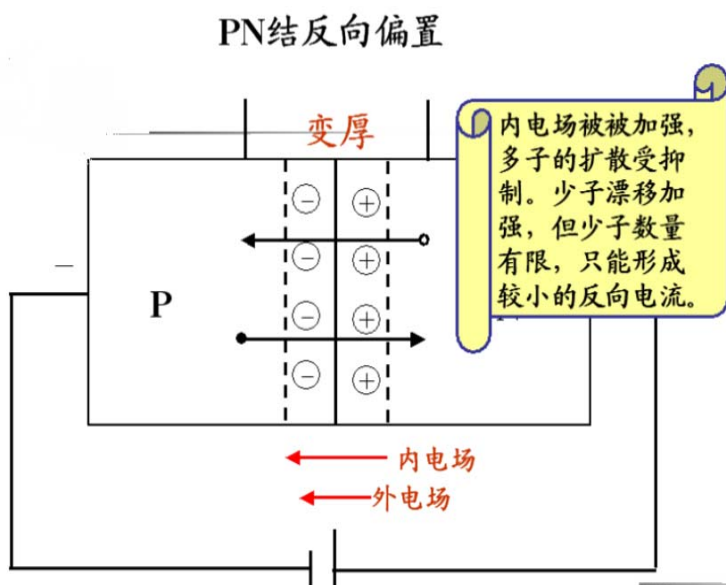 PN结反向偏置
变厚
内电场被被加强，
多子的扩散受抑
制。少子漂移加
强，但少子数量
有限，只能形成
较小的反向电流。
－
P
⊖ ⊕
⊖ ⊕
⊖ ⊕
⊖ ⊕
内电场
外电场